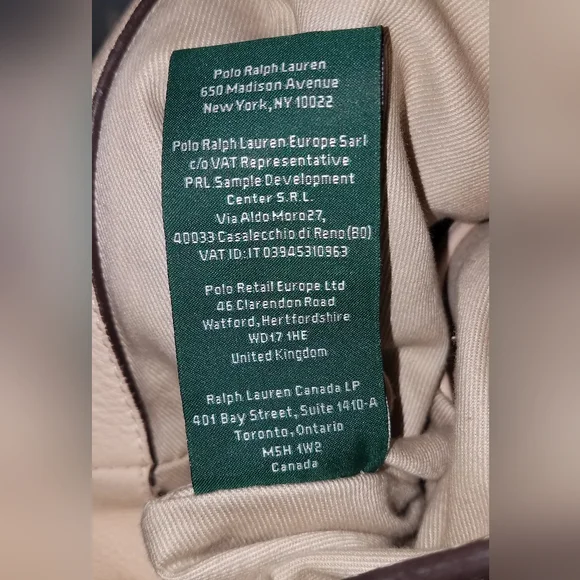 Polo Ralph Lauren
650 Madison Avenue
New York, NY 10022
Polo Ralph Lauren Europe Sarl
c/o VAT Representative
PRL Sample Development
Center S.R.L.
Via Aldo Moro27,
40033 Casalecchio di Reno(BO)
VAT ID: IT03945310963
Polo Retail Europe Ltd
46 Clarendon Road
Watford, Hertfordshire
WD17 1HE
United Kingdom
Ralph Lauren Canada LP
401 Bay Street, Suite 1410-A
Toronto, Ontario
M5H 1W2
Canada